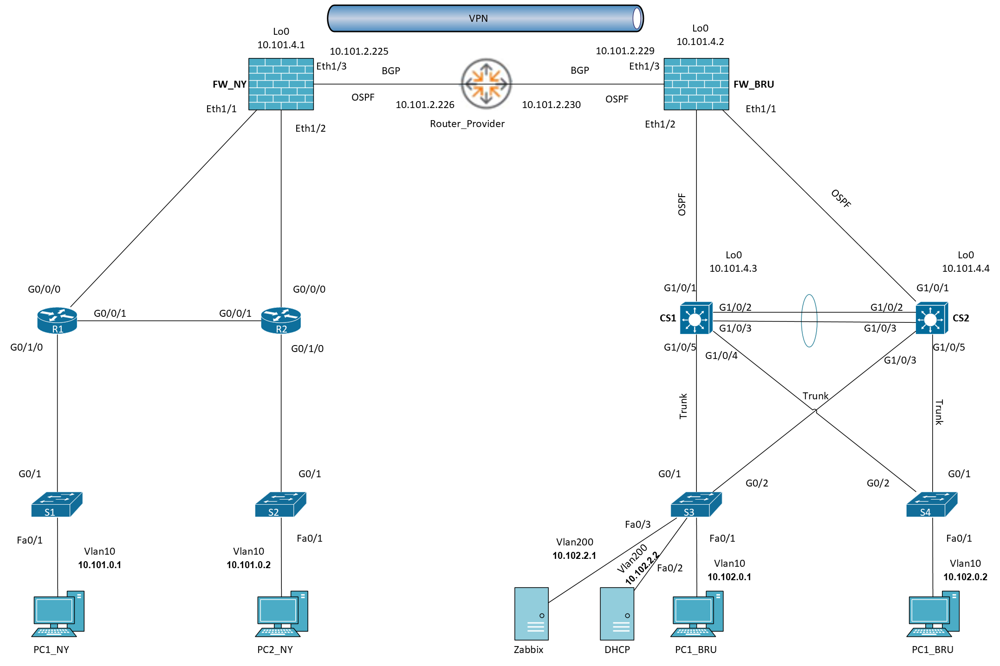 VPN
Lo0
10.101.4.1
Lo0
10.101.4.2
10.101.2.225
10.101.2.229
Eth1/3
BGP
BGP
Eth1/3
FW_NY
FW_BRU
OSPF
10.101.2.226
10.101.2.230
OSPF
Eth1/1
Eth1/2
Router_Provider
Eth1/2
Eth1/1
OSPF
OSPF
Lo0
10.101.4.3
Lo0
10.101.4.4
G0/0/0
G0/0/0
G1/0/1
G1/0/1
R1
G0/0/1
G0/0/1
R2
CS1
G1/0/2
G1/0/2
CS2
G1/0/3
G1/0/3
G0/1/0
G0/1/0
G1/0/5
G1/0/4
G1/0/3
G1/0/5
Trunk
Trunk
Trunk
G0/1
G0/1
G0/1
G0/2
G0/2
G0/1
S1
S2
S3
S4
Fa0/1
Fa0/1
Fa0/3
Fa0/1
Fa0/1
Vlan10
10.101.0.1
Vlan10
10.101.0.2
Vlan200
10.102.2.1
Vlan200
10.102.2.2
Fa0/2
Vlan10
10.102.0.1
Vlan10
10.102.0.2
PC1_NY
PC2_NY
Zabbix
DHCP
PC1_BRU
PC1_BRU